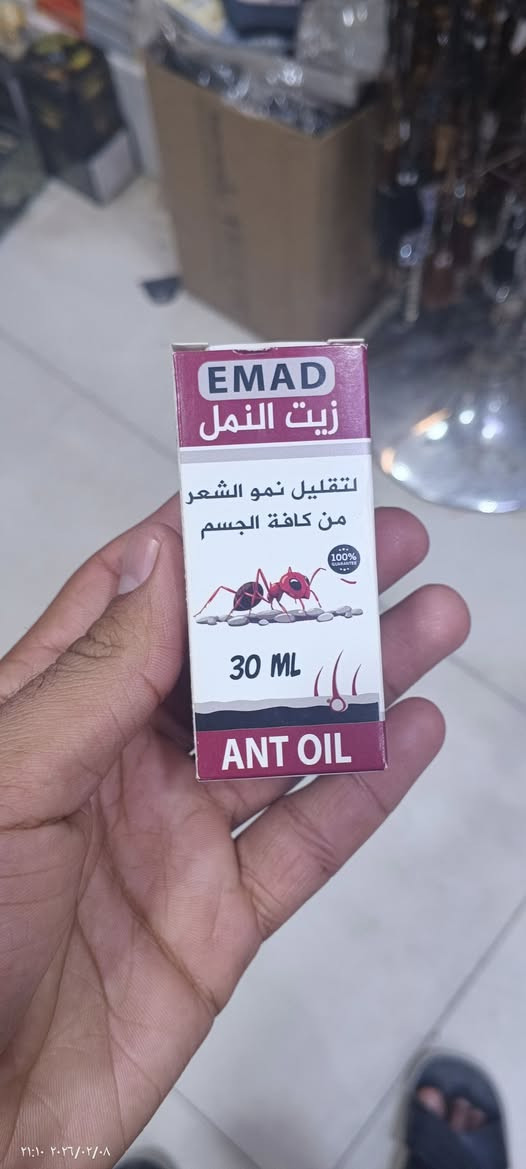 EMAD
زيت النمل
لتقليل نمو الشعر
من كافة الجسم
100%
GUARANTEE
30 ML
ANT OIL
٢١:١٠ ٢٠٢٦/٠٢/٠٨